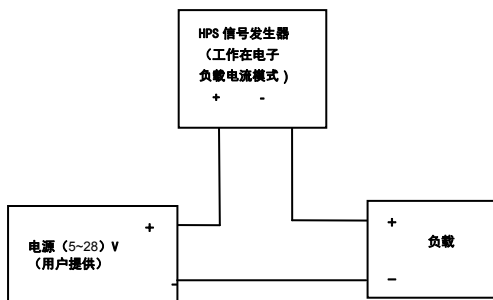 HPS 信号发生器
（工作在电子
负载电流模式）
+ -
+
电源（5~28）V
（用户提供）
-
+
负载
−